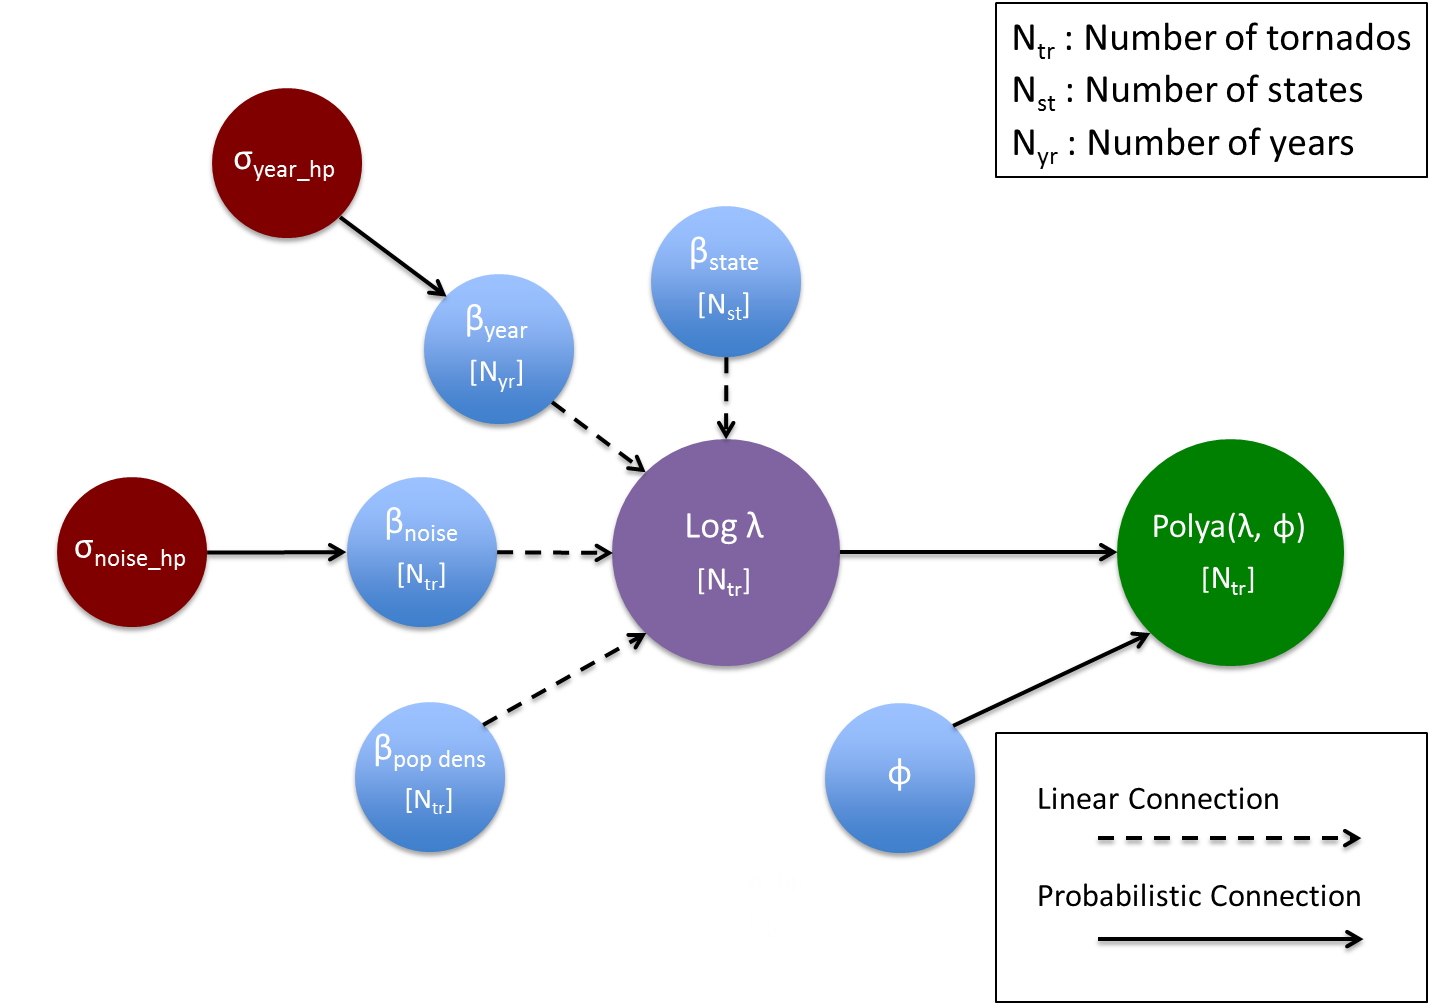 N_tr : Number of tornados
N_st : Number of states
N_yr : Number of years
σ_year_hp
β_state
[N_st]
β_year
[N_yr]
σ_noise_hp
β_noise
[N_tr]
Log λ
[N_tr]
Polya(λ, ϕ)
[N_tr]
β_pop dens
[N_tr]
ϕ
Linear Connection
Probabilistic Connection